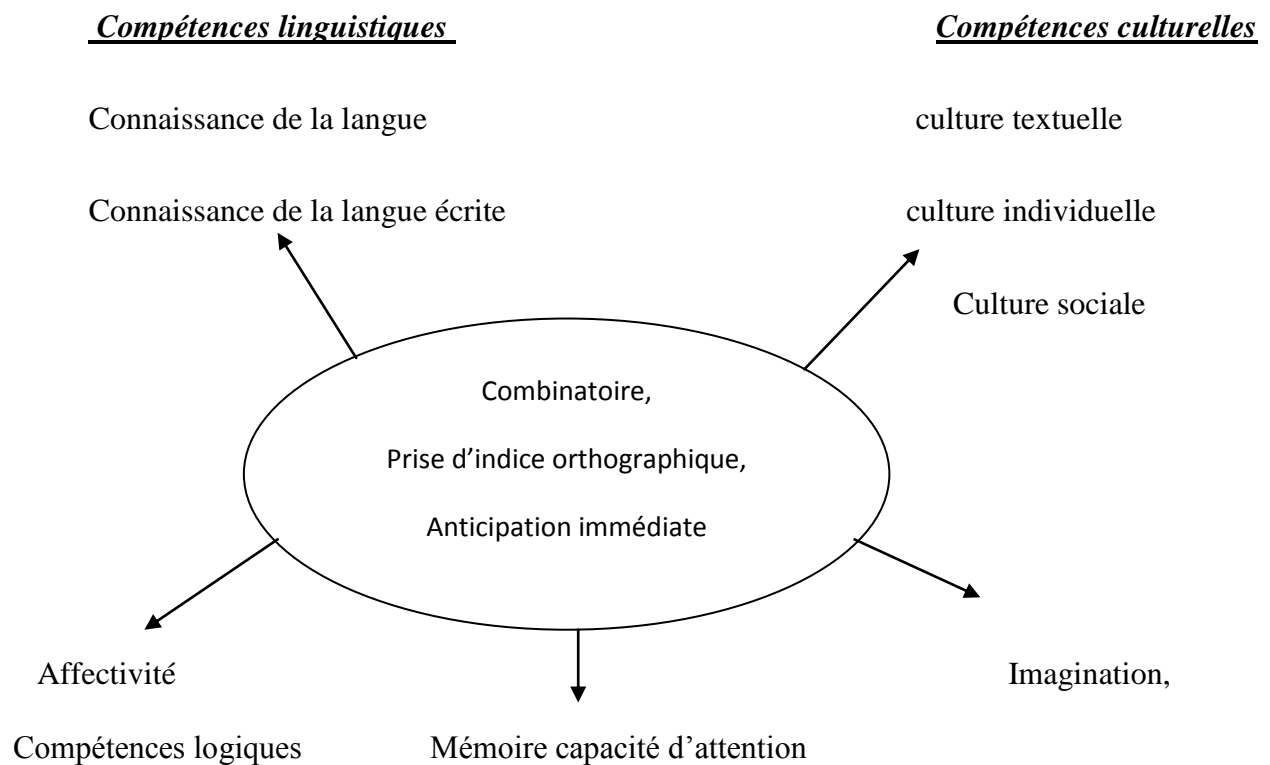 Compétences linguistiques Compétences culturelles
Connaissance de la langue culture textuelle
Connaissance de la langue écrite culture individuelle
Culture sociale
Combinatoire,
Prise d’indice orthographique,
Anticipation immédiate
Affectivité Imagination,
Compétences logiques Mémoire capacité d’attention